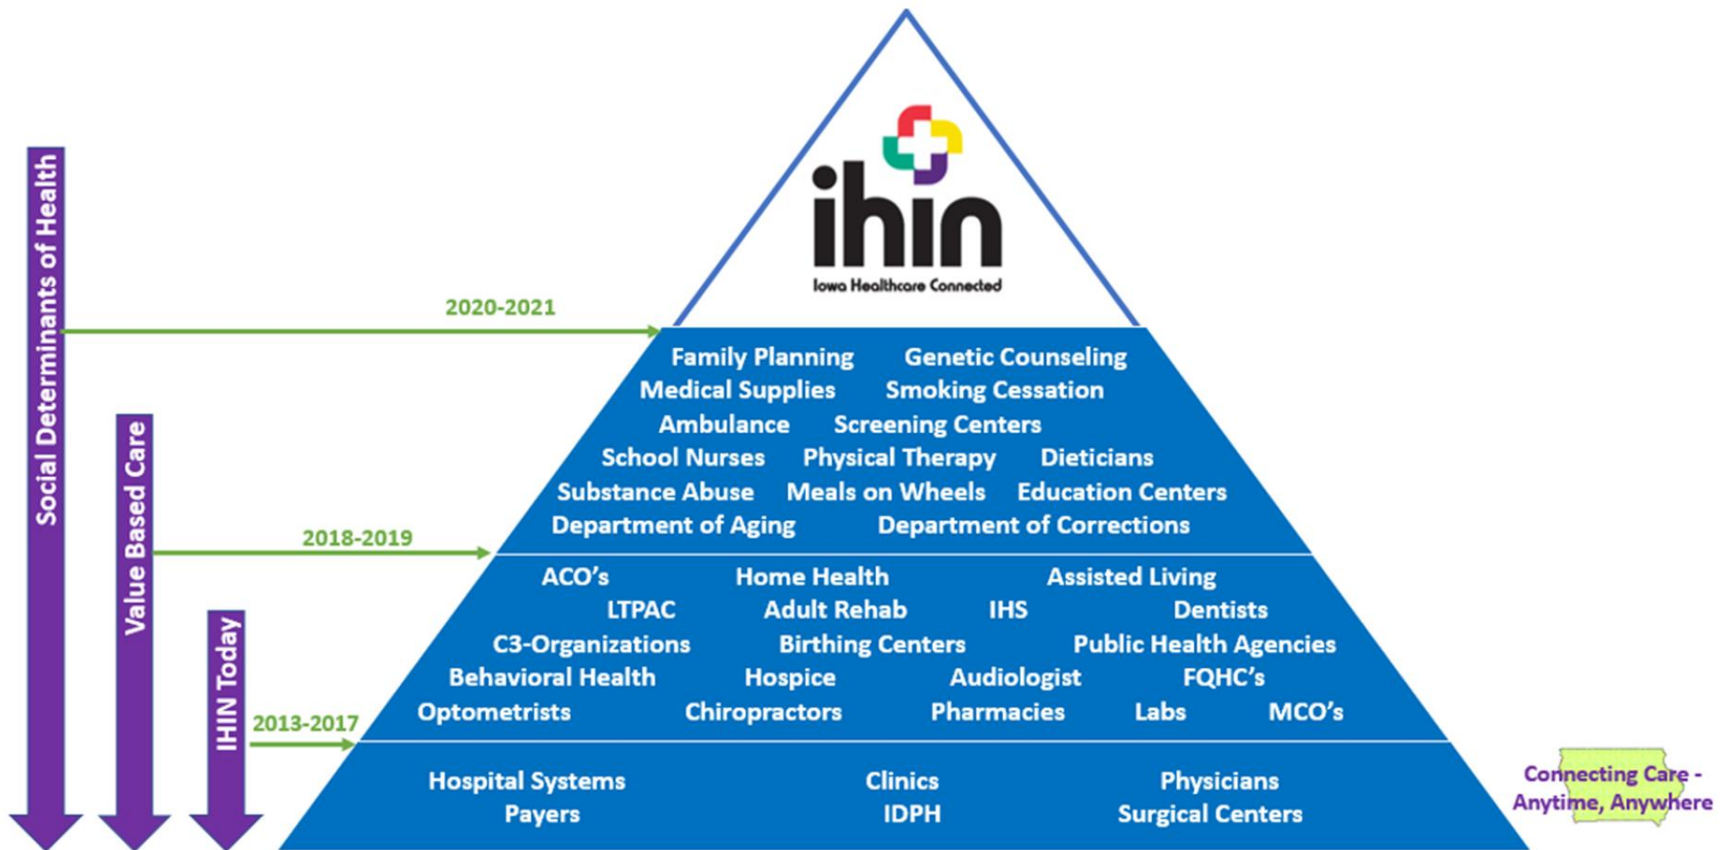 ihin
Iowa Healthcare Connected
Social Determinants of Health
2020-2021
Family Planning Genetic Counseling
Medical Supplies Smoking Cessation
Ambulance Screening Centers
School Nurses Physical Therapy Dieticians
Substance Abuse Meals on Wheels Education Centers
Department of Aging Department of Corrections
Value Based Care
2018-2019
ACO's Home Health Assisted Living
LTPAC Adult Rehab IHS Dentists
C3-Organizations Birthing Centers Public Health Agencies
Behavioral Health Hospice Audiologist FQHC's
Optometrists Chiropractors Pharmacies Labs MCO's
IHIN Today
2013-2017
Hospital Systems Clinics Physicians
Payers IDPH Surgical Centers
Connecting Care -
Anytime, Anywhere